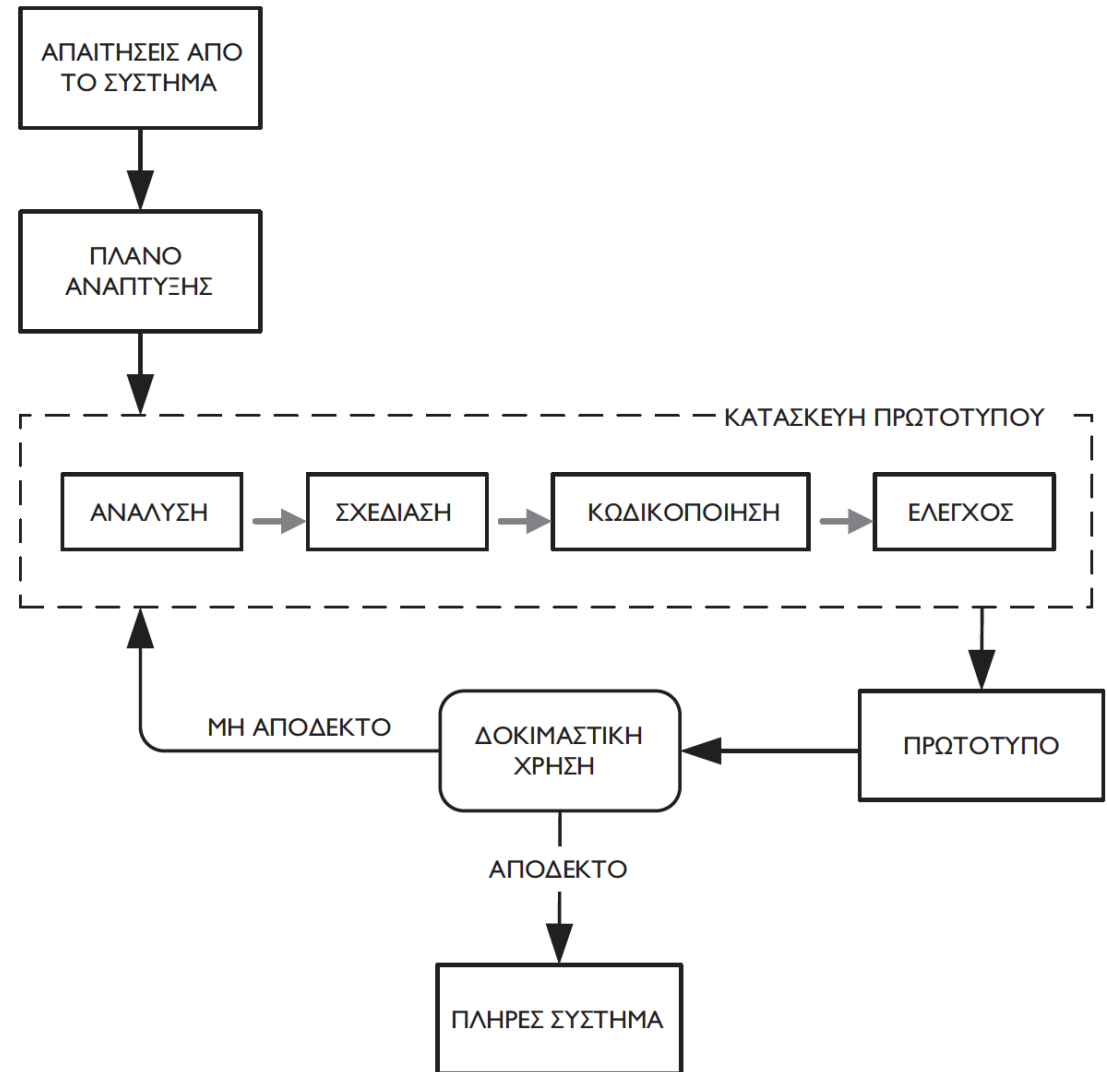 ΑΠΑΙΤΗΣΕΙΣ ΑΠΟ
ΤΟ ΣΥΣΤΗΜΑ
ΠΛΑΝΟ
ΑΝΑΠΤΥΞΗΣ
ΚΑΤΑΣΚΕΥΗ ΠΡΩΤΟΤΥΠΟΥ
ΑΝΑΛΥΣΗ
ΣΧΕΔΙΑΣΗ
ΚΩΔΙΚΟΠΟΙΗΣΗ
ΕΛΕΓΧΟΣ
ΜΗ ΑΠΟΔΕΚΤΟ
ΔΟΚΙΜΑΣΤΙΚΗ
ΧΡΗΣΗ
ΠΡΩΤΟΤΥΠΟ
ΑΠΟΔΕΚΤΟ
ΠΛΗΡΕΣ ΣΥΣΤΗΜΑ